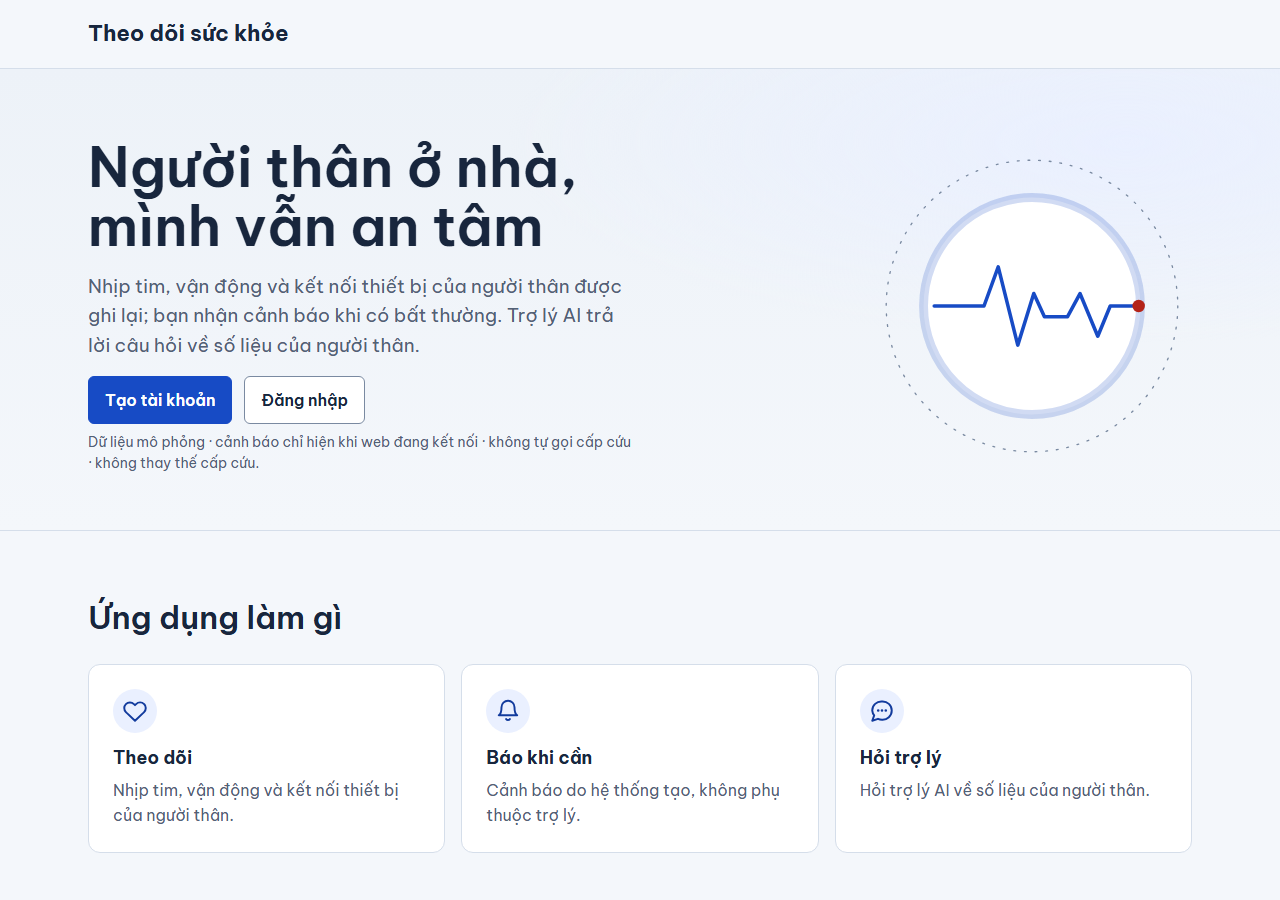 Theo dõi sức khỏe
Người thân ở nhà,
mình vẫn an tâm
Nhịp tim, vận động và kết nối thiết bị của người thân được
ghi lại; bạn nhận cảnh báo khi có bất thường. Trợ lý AI trả
lời câu hỏi về số liệu của người thân.
Tạo tài khoản
Đăng nhập
Dữ liệu mô phỏng · cảnh báo chỉ hiện khi web đang kết nối · không tự gọi cấp cứu
· không thay thế cấp cứu.
Ứng dụng làm gì
Theo dõi
Nhịp tim, vận động và kết nối thiết bị
của người thân.
Báo khi cần
Cảnh báo do hệ thống tạo, không phụ
thuộc trợ lý.
Hỏi trợ lý
Hỏi trợ lý AI về số liệu của người thân.